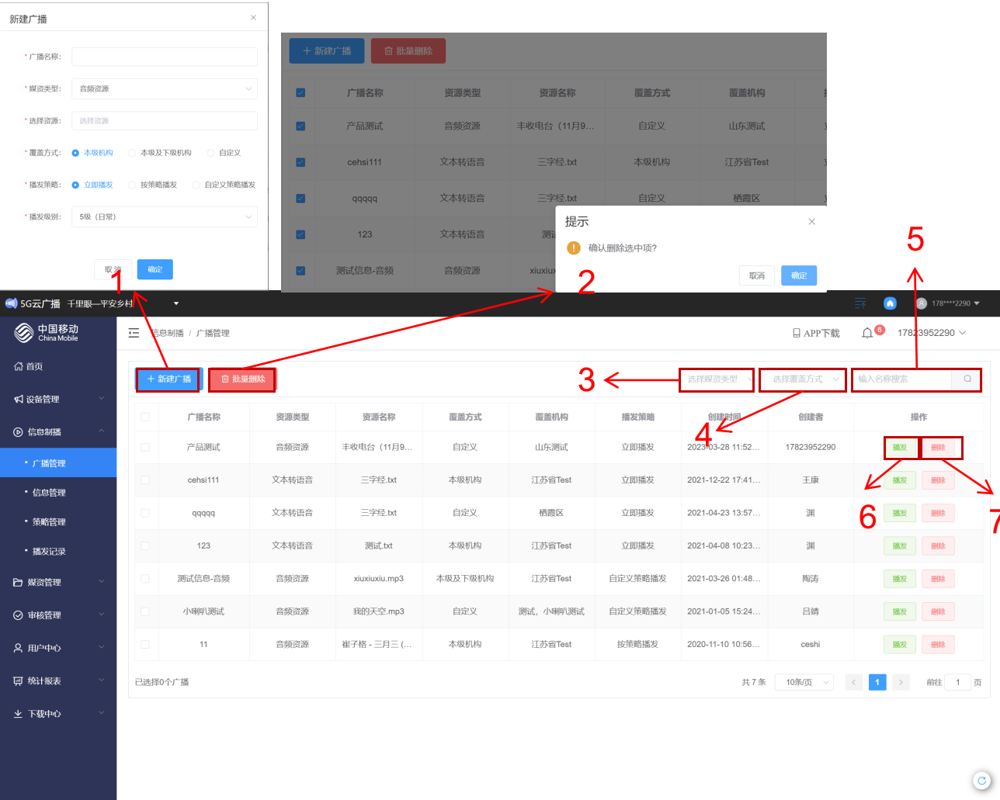 新建广播 ×
* 广播名称:
* 媒资类型: 音频资源
* 选择资源: 选择资源
* 覆盖方式: 本级机构 本级及下级机构 自定义
* 播发策略: 立即播发 按策略播发 自定义策略播发
* 播发级别: 5级（日常）
取消 确定
+ 新建广播 批量删除
广播名称 资源类型 资源名称 覆盖方式 覆盖机构
产品测试 音频资源 丰收电台（11月9... 自定义 山东测试
cehsi111 文本转语音 三字经.txt 本级机构 江苏省Test
qqqqq 文本转语音 三字经.txt 自定义 栖霞区
123 文本转语音
测试信息-音频 音频资源
提示 ×
确认删除选中项?
取消 确定
1
2
5
5G云广播 千里眼—平安乡村 178****2290
中国移动
China Mobile
信息制播 / 广播管理 APP下载 6 17823952290
首页
设备管理
信息制播
广播管理
信息管理
策略管理
播发记录
媒资管理
审核管理
用户中心
统计报表
下载中心
+ 新建广播 批量删除 3 选择媒资类型 选择覆盖方式 输入名称搜索
广播名称 资源类型 资源名称 覆盖方式 覆盖机构 播发策略 创建时间 创建者 操作
4
产品测试 音频资源 丰收电台（11月9... 自定义 山东测试 立即播发 2023-03-28 11:52... 17823952290 播发 删除
cehsi111 文本转语音 三字经.txt 本级机构 江苏省Test 立即播发 2021-12-22 17:41... 王康 播发 删除
6
7
qqqqq 文本转语音 三字经.txt 自定义 栖霞区 立即播发 2021-04-23 13:57... 渊 播发 删除
123 文本转语音 测试.txt 本级机构 江苏省Test 立即播发 2021-04-08 10:23... 渊 播发 删除
测试信息-音频 音频资源 xiuxiuxiu.mp3 本级及下级机构 江苏省Test 自定义策略播发 2021-03-26 01:48... 陶涛 播发 删除
小喇叭测试 音频资源 我的天空.mp3 自定义 测试, 小喇叭测试 自定义策略播发 2021-01-05 15:24... 吕婧 播发 删除
11 音频资源 崔子格 - 三月三 (... 本级机构 江苏省Test 按策略播发 2020-11-10 10:56... ceshi 播发 删除
已选择0个广播 共 7 条 10条/页 < 1 > 前往 1 页